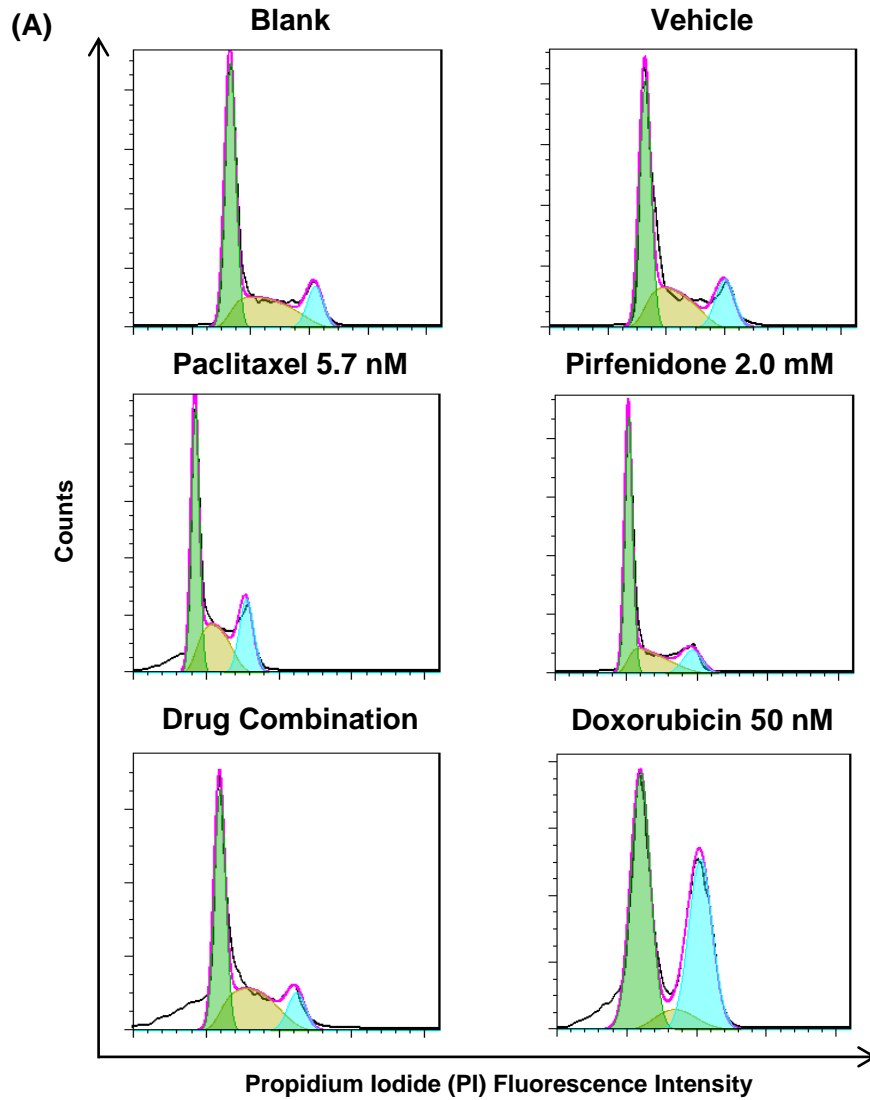 (A)
Blank
Vehicle
Paclitaxel 5.7 nM
Pirfenidone 2.0 mM
Drug Combination
Doxorubicin 50 nM
Counts
Propidium Iodide (PI) Fluorescence Intensity